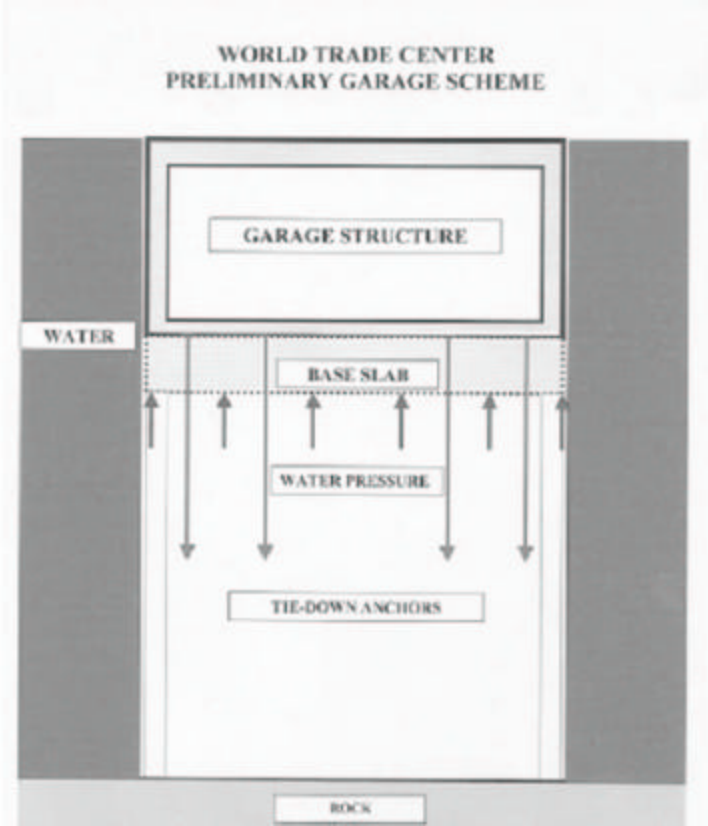 WORLD TRADE CENTER
PRELIMINARY GARAGE SCHEME
GARAGE STRUCTURE
WATER
BASE SLAB
WATER PRESSURE
TIE-DOWN ANCHORS
ROCK